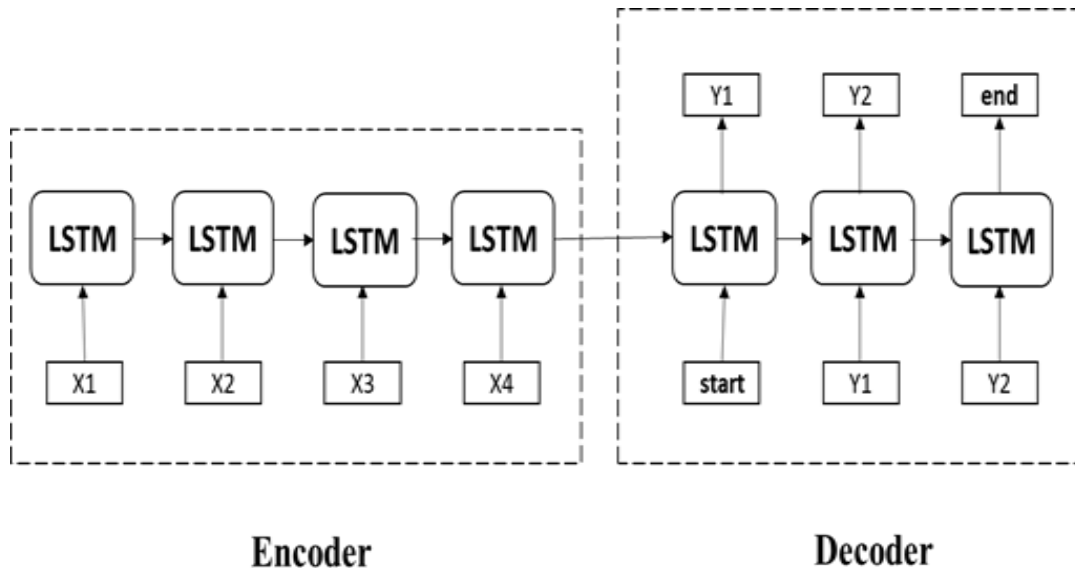 Y1 Y2 end
LSTM LSTM LSTM LSTM LSTM LSTM LSTM
X1 X2 X3 X4 start Y1 Y2
Encoder Decoder